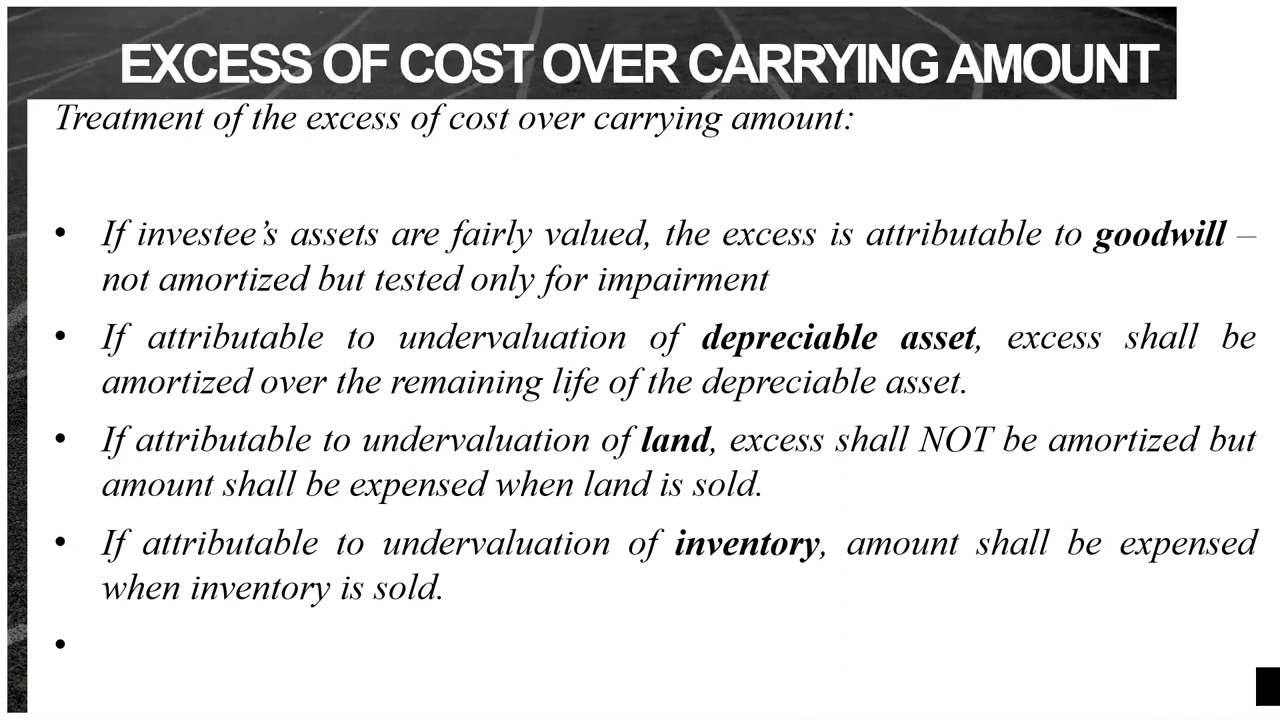 EXCESS OF COST OVER CARRYING AMOUNT
Treatment of the excess of cost over carrying amount:
• If investee’s assets are fairly valued, the excess is attributable to goodwill –
not amortized but tested only for impairment
• If attributable to undervaluation of depreciable asset, excess shall be
amortized over the remaining life of the depreciable asset.
• If attributable to undervaluation of land, excess shall NOT be amortized but
amount shall be expensed when land is sold.
• If attributable to undervaluation of inventory, amount shall be expensed
when inventory is sold.
•